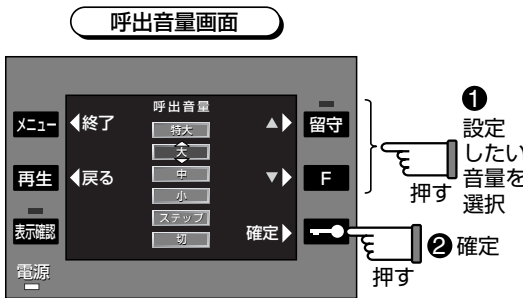 呼出音量画面
呼出音量
メニュー
終了
特大
▲
留守
大
再生
戻る
中
▼
F
小
ステップ
表示確認
切
確定
電源
❶
設定
したい
音量を
選択
押す
❷確定
押す